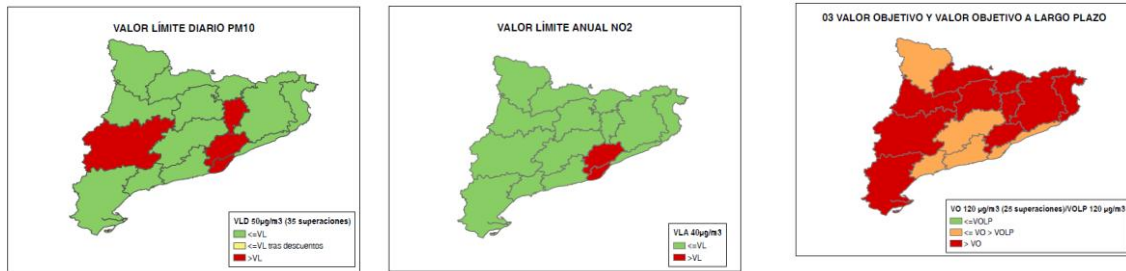 VALOR LÍMITE DIARIO PM10
VLD 50µg/m3 (35 superaciones)
<=VL
<=VL tras descuentos
>VL
VALOR LÍMITE ANUAL NO2
VLA 40µg/m3
<=VL
>VL
03 VALOR OBJETIVO Y VALOR OBJETIVO A LARGO PLAZO
VO 120 µg/m3 (25 superaciones)/VOLP 120 µg/m3
<=VOLP
<= VO > VOLP
> VO